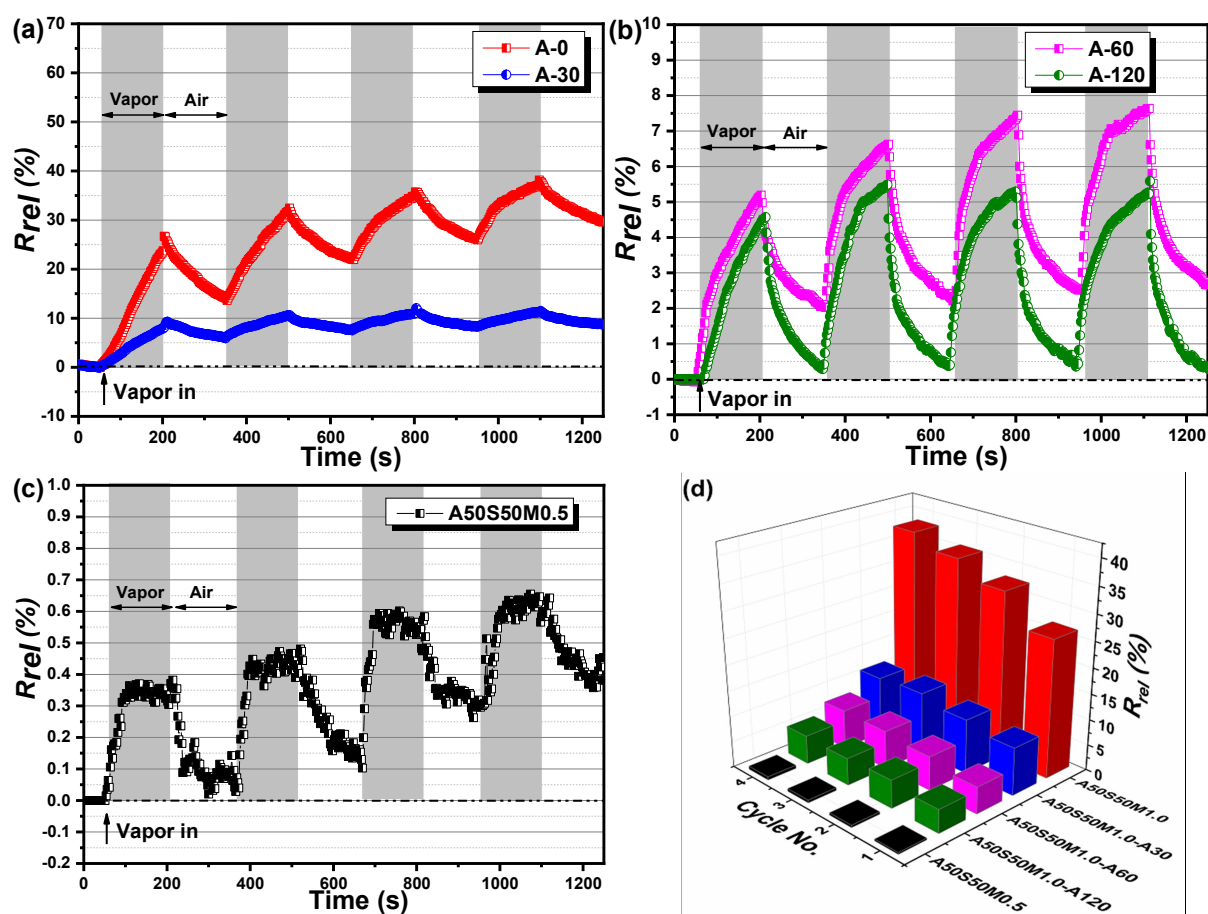 (a)
70
60
50
40
30
20
10
0
-10
Rrel (%)
A-0
A-30
Vapor
Air
Vapor in
0 200 400 600 800 1000 1200
Time (s)
(b)
10
9
8
7
6
5
4
3
2
1
0
-1
Rrel (%)
A-60
A-120
Vapor
Air
Vapor in
0 200 400 600 800 1000 1200
Time (s)
(c)
1.0
0.9
0.8
0.7
0.6
0.5
0.4
0.3
0.2
0.1
0.0
-0.1
-0.2
Rrel (%)
A50S50M0.5
Vapor
Air
Vapor in
0 200 400 600 800 1000 1200
Time (s)
(d)
40
35
30
25
20
15
10
5
0
Rrel (%)
4
3
2
1
Cycle No.
A50S50M1.0
A50S50M1.0-A30
A50S50M1.0-A60
A50S50M1.0-A120
A50S50M0.5